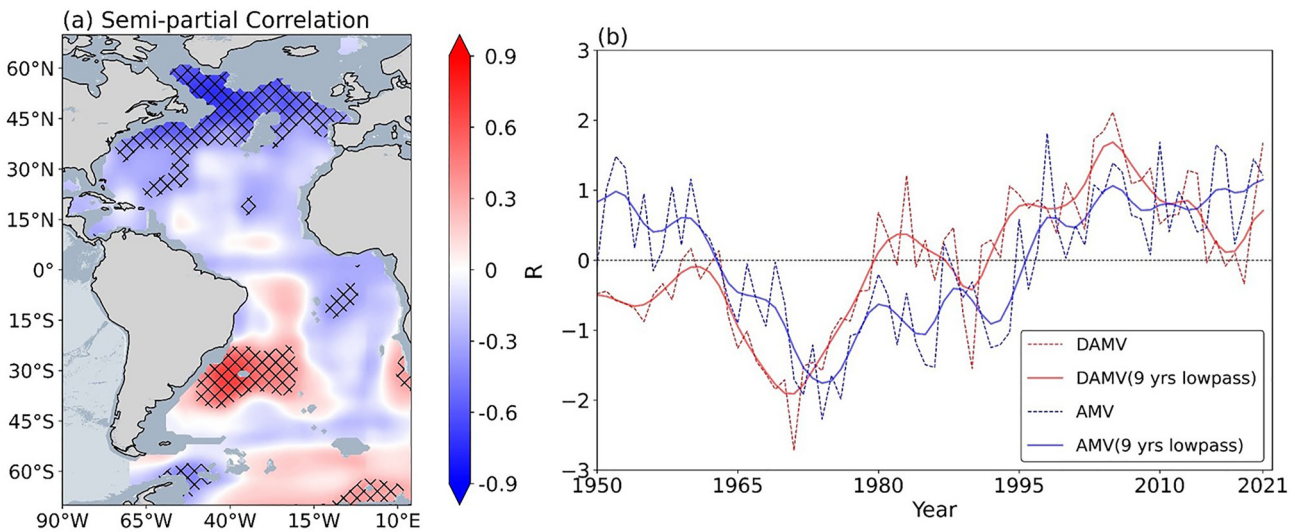 (a) Semi-partial Correlation
60°N
45°N
30°N
15°N
0°
15°S
30°S
45°S
60°S
90°W 65°W 40°W 15°W 10°E
0.9
0.6
0.3
0
-0.3
-0.6
-0.9
R
(b)
3
2
1
0
−1
−2
−3
1950 1965 1980 1995 2010 2021
Year
DAMV
DAMV(9 yrs lowpass)
AMV
AMV(9 yrs lowpass)